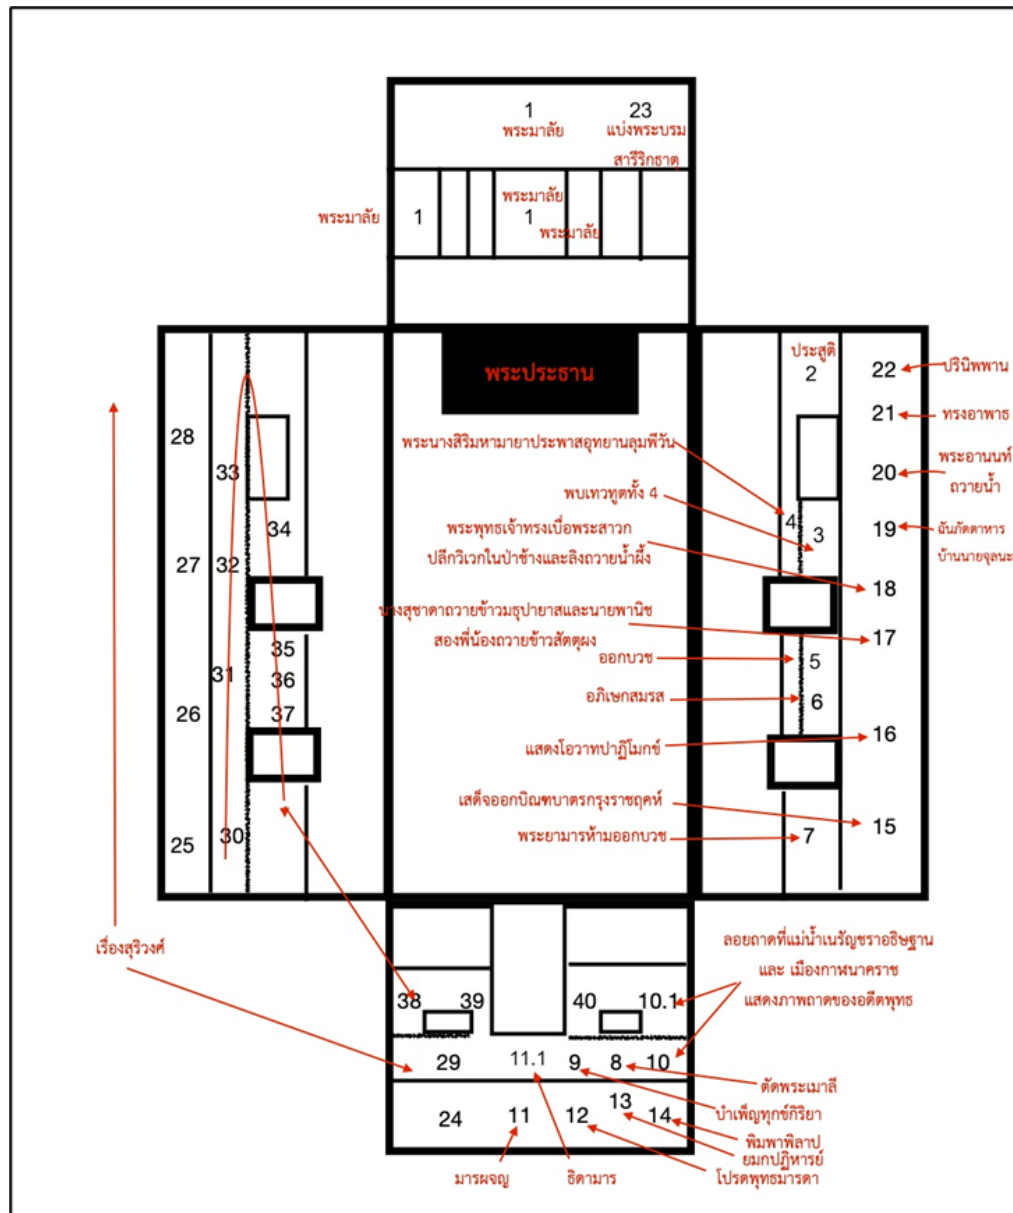 1 23
พระมาลัย แบ่งพระบรม
สารีริกธาตุ
พระมาลัย
พระมาลัย 1 1
พระมาลัย
พระประธาน
ประสูติ
2 22 ปรินิพพาน
28 21 ทรงอาพาธ
พระนางสิริมหามายาประพาสอุทยานลุมพีวัน พระอานนท์
33 20 ถวายน้ำ
พบเทวทูตทั้ง 4
34 พระพุทธเจ้าทรงเบื่อพระสาวก 4 3 19 ฉันภัตตาหาร
27 32 ปลีกวิเวกในป่าช้างและลิงถวายน้ำผึ้ง บ้านนายจุลนะ
18
นางสุชาดาถวายข้าวมธุปายาสและนายพานิช
35 สองพี่น้องถวายข้าวสัตตุผง 17
ออกบวช 5
31 36
26 37 อภิเษกสมรส 6
แสดงโอวาทปาฏิโมกข์ 16
เสด็จออกบิณฑบาตรกรุงราชฤคห์ 15
25 30 พระยามารห้ามออกบวช 7
เรื่องสุริวงศ์ ลอยถาดที่แม่น้ำเนรัญชราอธิษฐาน
และ เมืองกาฬนาคราช
38 39 40 10.1 แสดงภาพถาดของอดีตพุทธ
29 11.1 9 8 10
ตัดพระเมาลี
บำเพ็ญทุกข์กิริยา
24 11 12 13 14
พิมพาพิลาป
ยมกปฏิหารย์
มารผจญ ธิดามาร โปรดพุทธมารดา